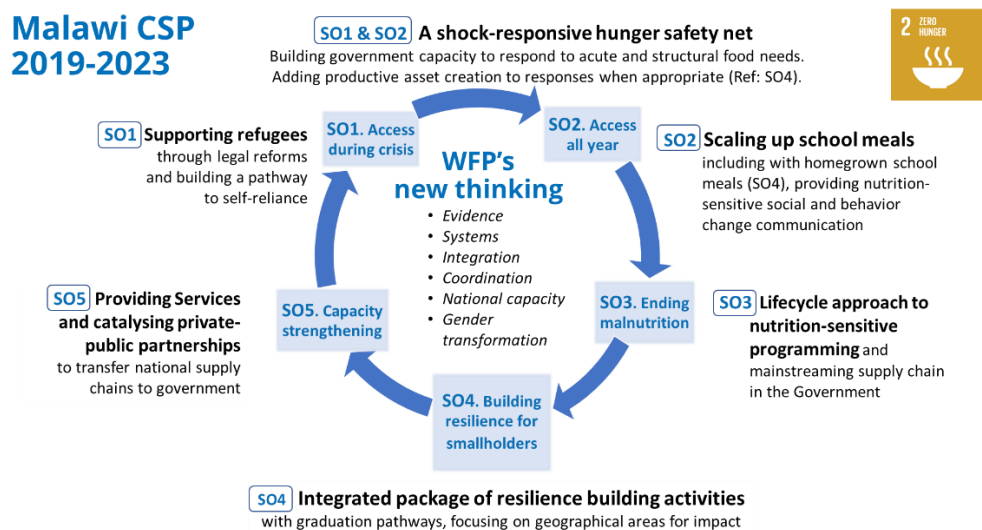 Malawi CSP
2019-2023
SO1 & SO2 A shock-responsive hunger safety net
Building government capacity to respond to acute and structural food needs.
Adding productive asset creation to responses when appropriate (Ref: SO4).
2 ZERO
HUNGER
SO1 Supporting refugees
through legal reforms
and building a pathway
to self-reliance
SO1. Access
during crisis
SO2. Access
all year
SO2 Scaling up school meals
including with homegrown school
meals (SO4), providing nutrition-
sensitive social and behavior
change communication
WFP's
new thinking
• Evidence
• Systems
• Integration
• Coordination
• National capacity
• Gender
transformation
SO5 Providing Services
and catalysing private-
public partnerships
to transfer national supply
chains to government
SO5. Capacity
strengthening
SO3. Ending
malnutrition
SO3 Lifecycle approach to
nutrition-sensitive
programming and
mainstreaming supply chain
in the Government
SO4. Building
resilience for
smallholders
SO4 Integrated package of resilience building activities
with graduation pathways, focusing on geographical areas for impact